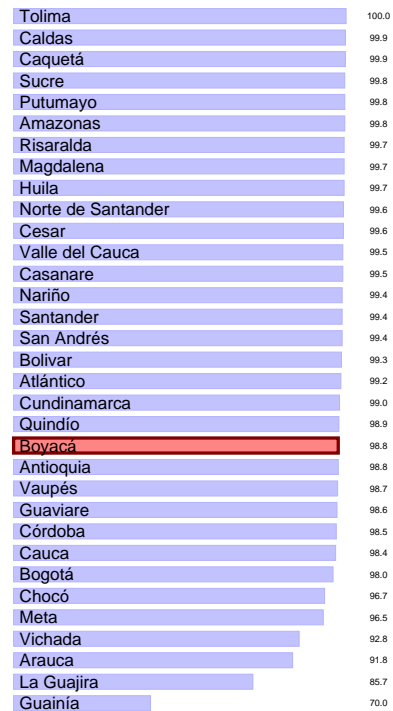 Tolima 100.0
Caldas 99.9
Caquetá 99.9
Sucre 99.8
Putumayo 99.8
Amazonas 99.8
Risaralda 99.7
Magdalena 99.7
Huila 99.7
Norte de Santander 99.6
Cesar 99.6
Valle del Cauca 99.5
Casanare 99.5
Nariño 99.4
Santander 99.4
San Andrés 99.4
Bolivar 99.3
Atlántico 99.2
Cundinamarca 99.0
Quindío 98.9
Boyacá 98.8
Antioquia 98.8
Vaupés 98.7
Guaviare 98.6
Córdoba 98.5
Cauca 98.4
Bogotá 98.0
Chocó 96.7
Meta 96.5
Vichada 92.8
Arauca 91.8
La Guajira 85.7
Guainía 70.0